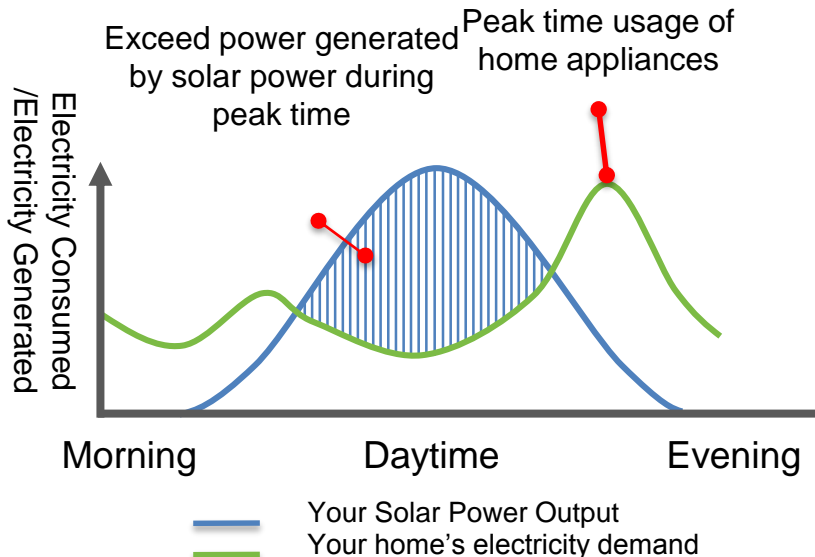 Exceed power generated
by solar power during
peak time
Peak time usage of
home appliances
Electricity Consumed
/Electricity Generated
Morning
Daytime
Evening
Your Solar Power Output
Your home's electricity demand